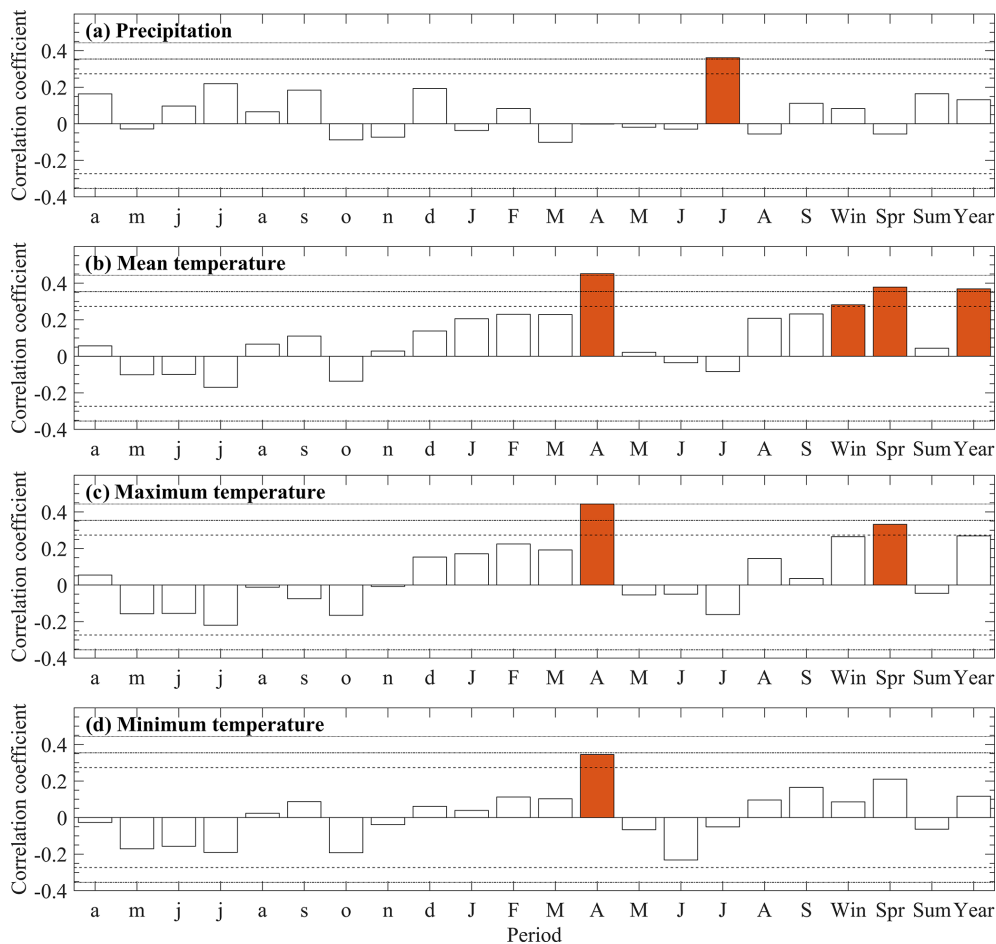 (a) Precipitation
Correlation coefficient
0.4
0.2
0
-0.2
-0.4
a m j j a s o n d J F M A M J J A S Win Spr Sum Year
(b) Mean temperature
Correlation coefficient
0.4
0.2
0
-0.2
-0.4
a m j j a s o n d J F M A M J J A S Win Spr Sum Year
(c) Maximum temperature
Correlation coefficient
0.4
0.2
0
-0.2
-0.4
a m j j a s o n d J F M A M J J A S Win Spr Sum Year
(d) Minimum temperature
Correlation coefficient
0.4
0.2
0
-0.2
-0.4
a m j j a s o n d J F M A M J J A S Win Spr Sum Year
Period